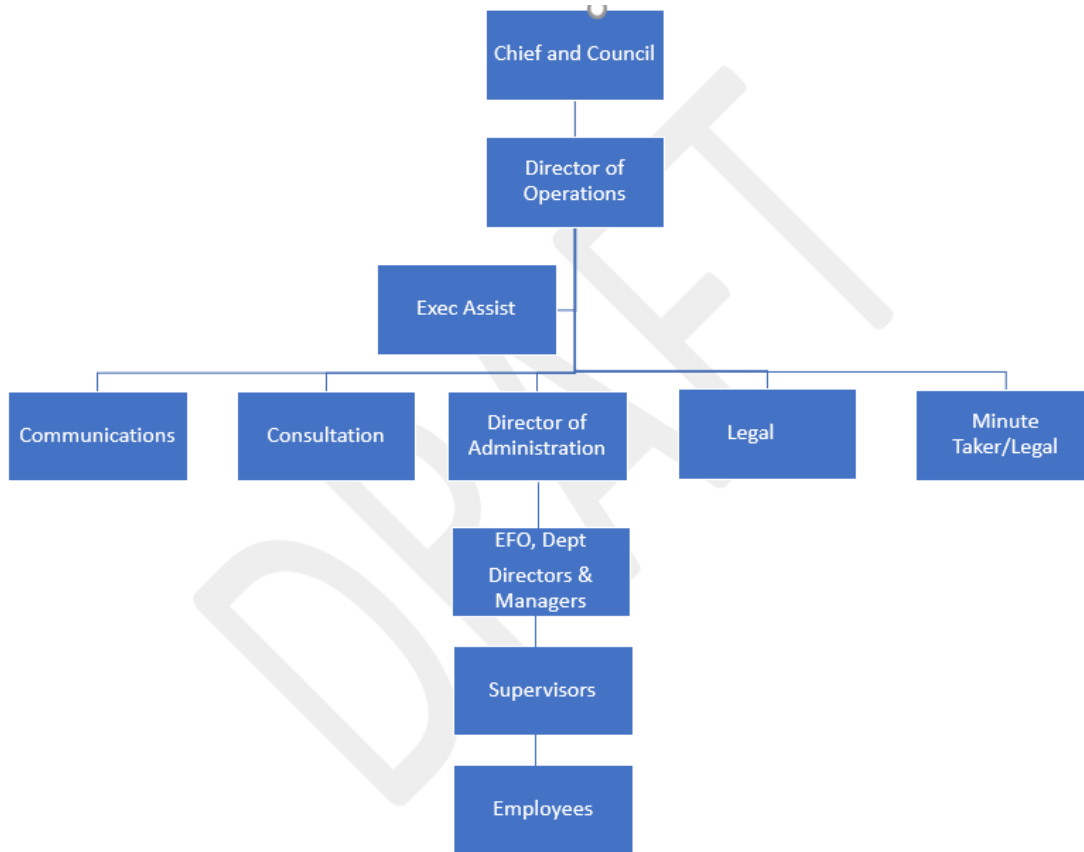 Chief and Council
Director of
Operations
Exec Assist
Communications
Consultation
Director of
Administration
Legal
Minute
Taker/Legal
EFO, Dept
Directors &
Managers
Supervisors
Employees
DRAFT